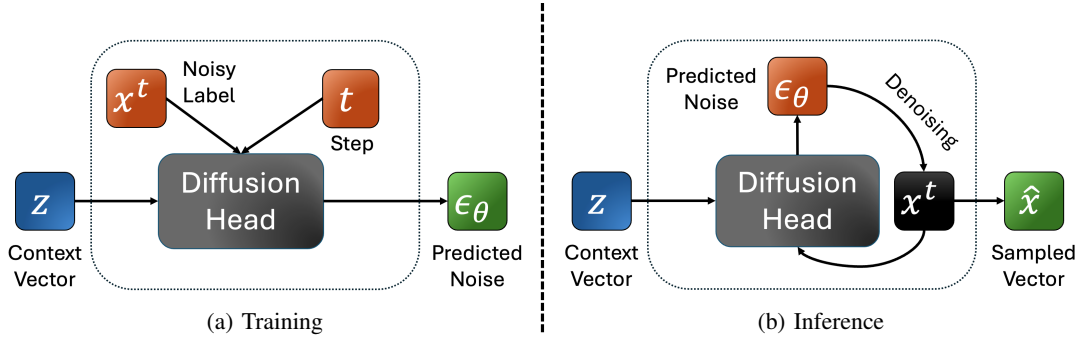 x^t
Noisy
Label
t
Step
z
Diffusion
Head
ϵ_θ
Context
Vector
Predicted
Noise
(a) Training
Predicted
Noise
ϵ_θ
Denoising
z
Diffusion
Head
x^t
x̂
Context
Vector
Sampled
Vector
(b) Inference